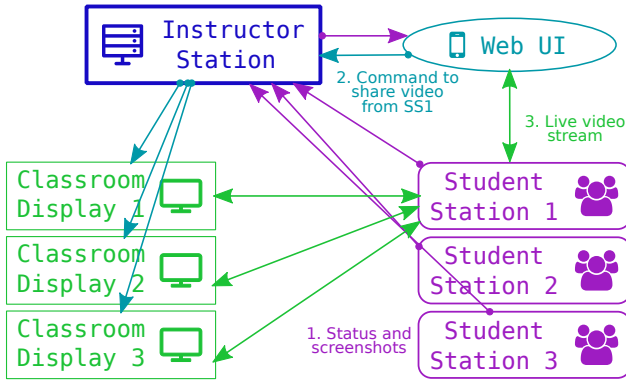 Instructor
Station
Web UI
2. Command to
share video
from SS1
3. Live video
stream
Classroom
Display 1
Student
Station 1
Classroom
Display 2
Student
Station 2
1. Status and
screenshots
Classroom
Display 3
Student
Station 3